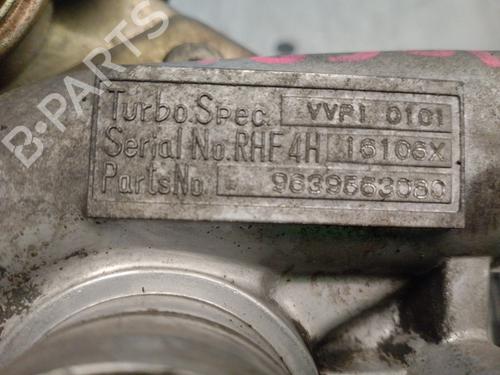 B-PARTS
Turbo.Spec. VVP1 0101
Serial No. RHF4H 16106X
Parts No. 9639563080